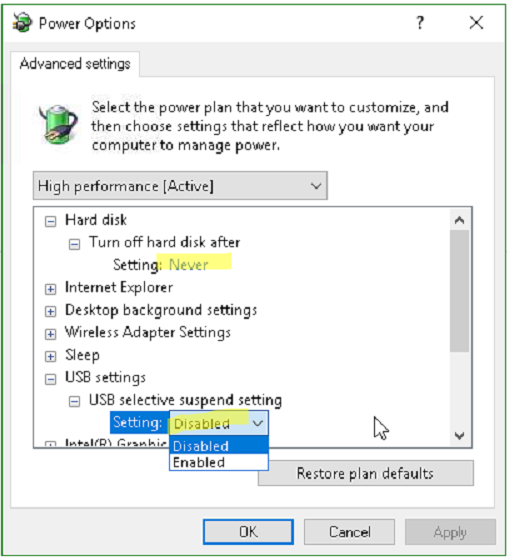 Power Options
Advanced settings
Select the power plan that you want to customize, and
then choose settings that reflect how you want your
computer to manage power.
High performance [Active]
Hard disk
Turn off hard disk after
Setting: Never
Internet Explorer
Desktop background settings
Wireless Adapter Settings
Sleep
USB settings
USB selective suspend setting
Setting: Disabled
Intel(R) Graphic
Disabled
Enabled
Restore plan defaults
OK Cancel Apply